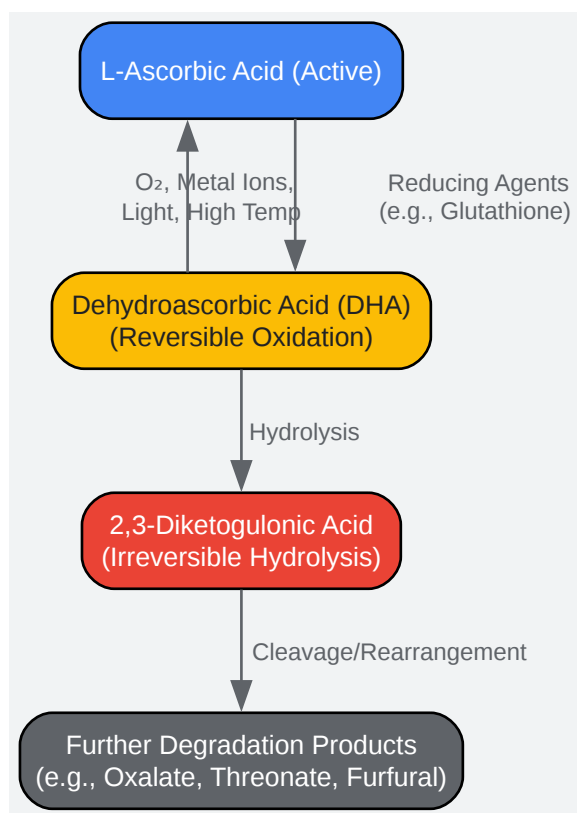 L-Ascorbic Acid (Active)
O₂, Metal Ions,
Light, High Temp
Reducing Agents
(e.g., Glutathione)
Dehydroascorbic Acid (DHA)
(Reversible Oxidation)
Hydrolysis
2,3-Diketogulonic Acid
(Irreversible Hydrolysis)
Cleavage/Rearrangement
Further Degradation Products
(e.g., Oxalate, Threonate, Furfural)